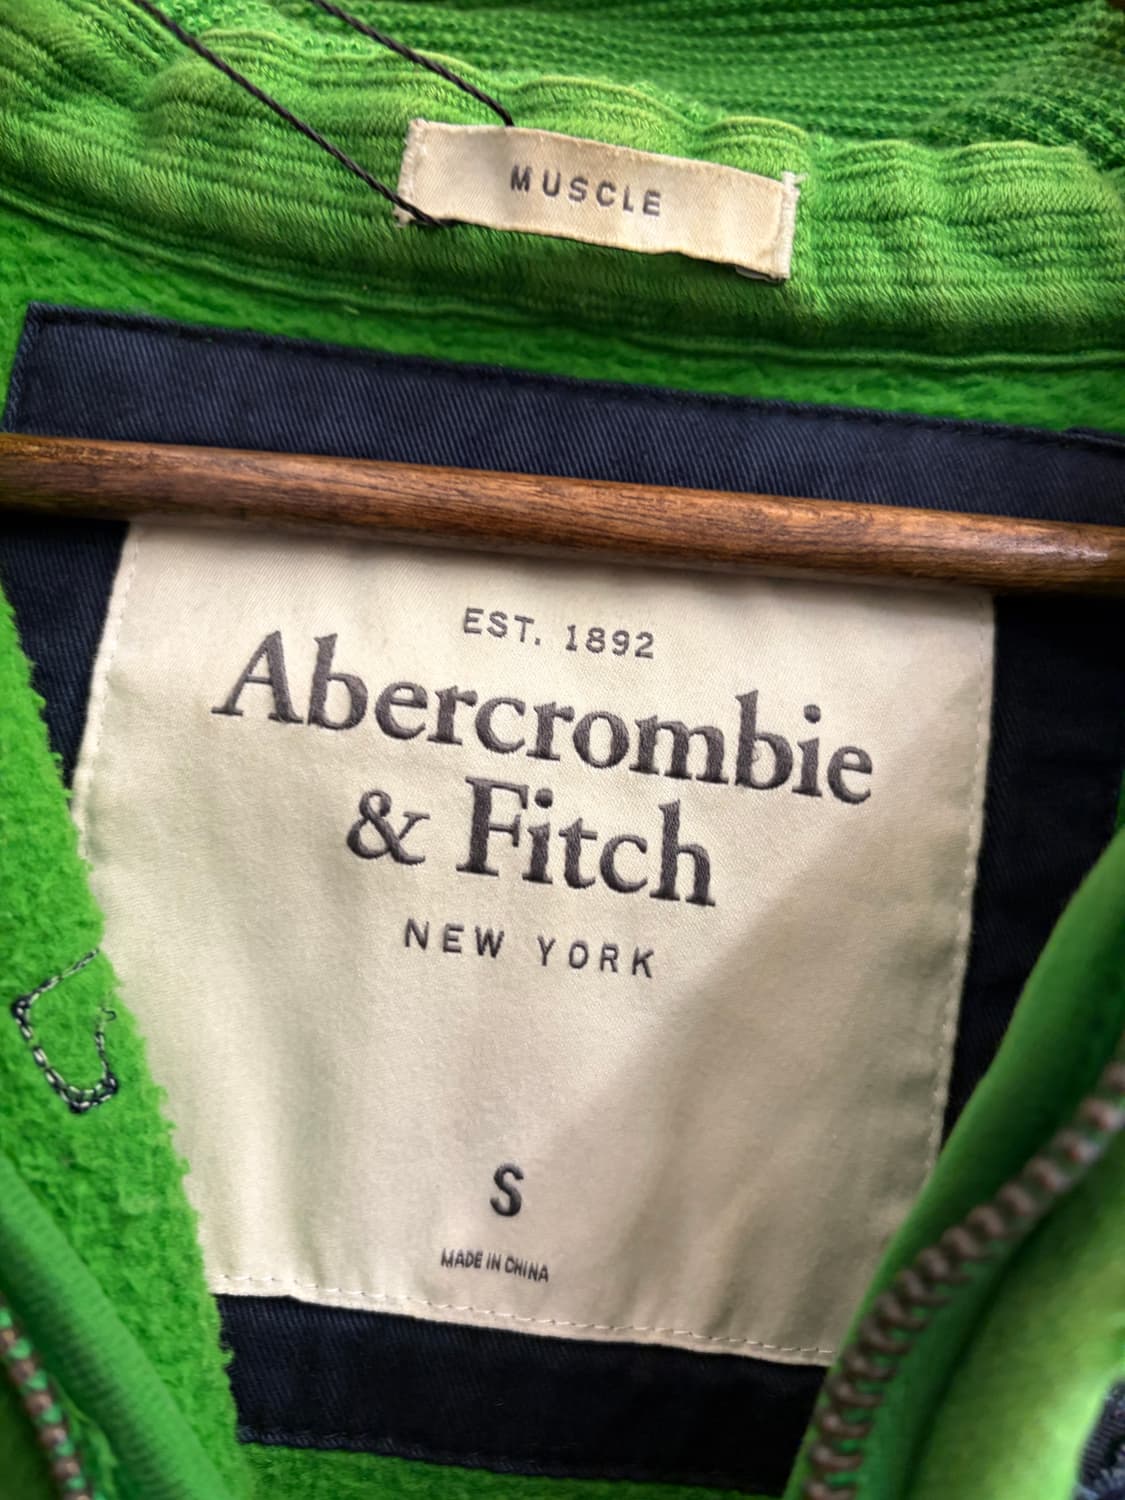 MUSCLE
EST. 1892
Abercrombie
& Fitch
NEW YORK
S
MADE IN CHINA